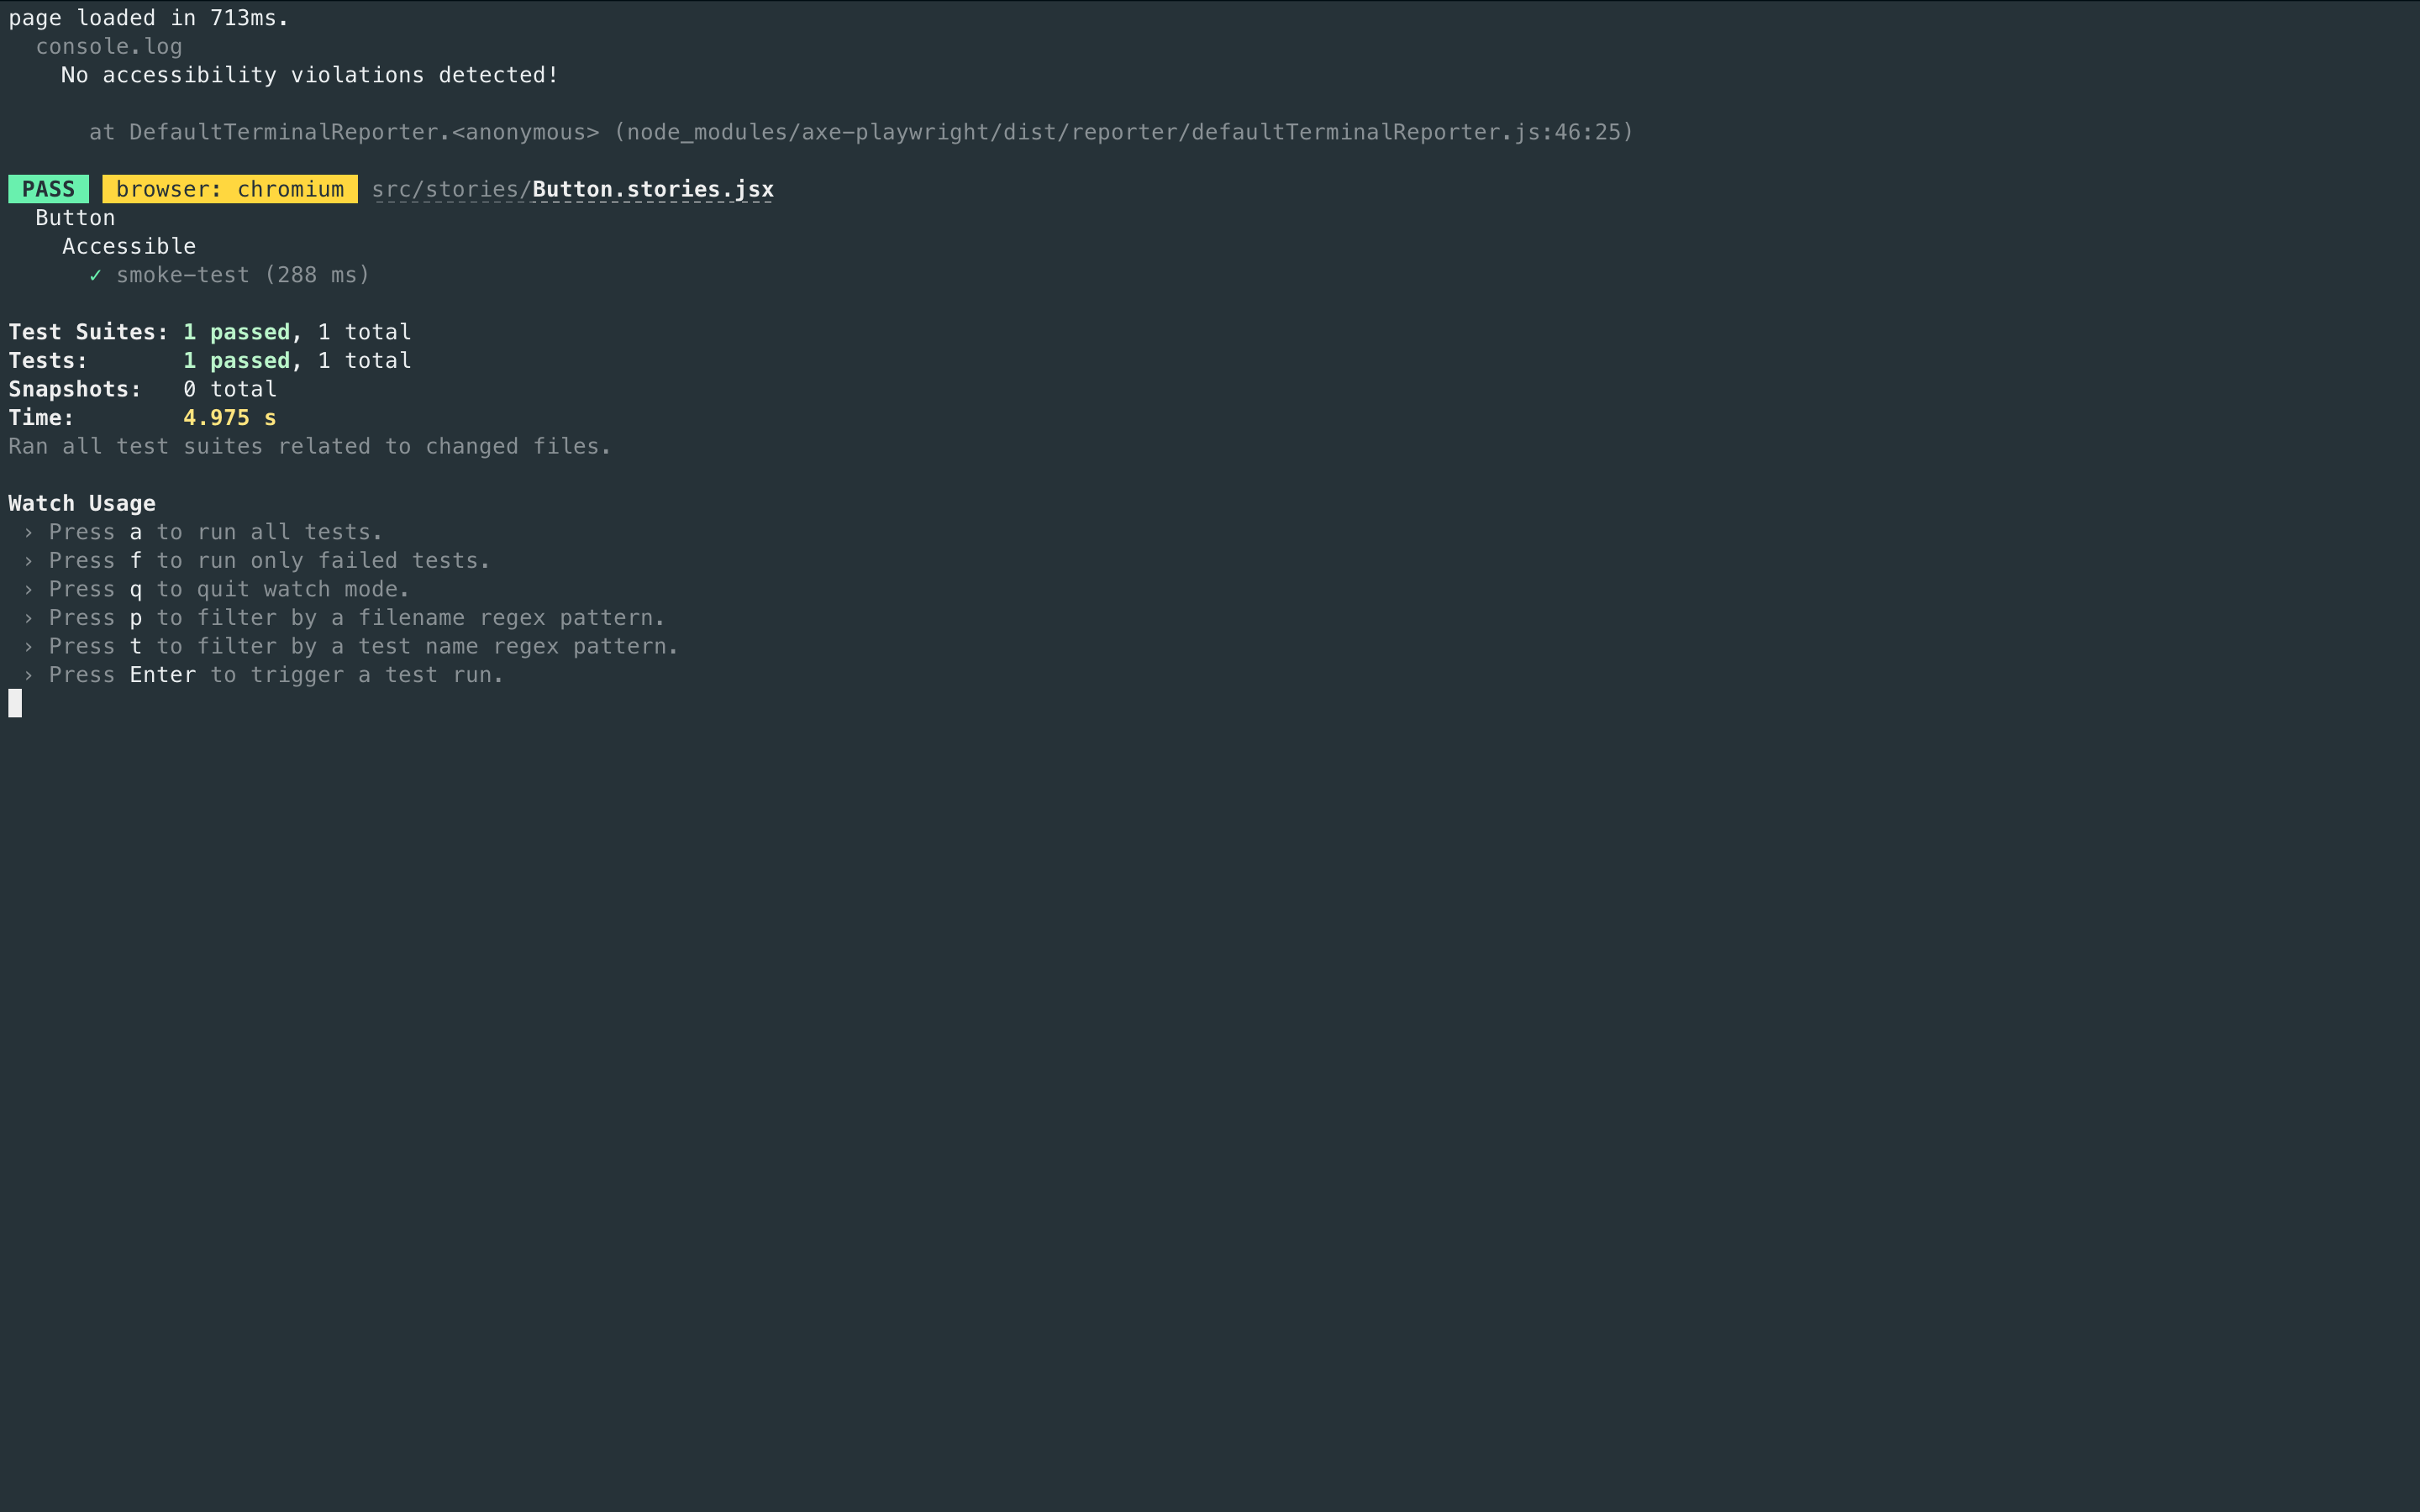 page loaded in 713ms.
console.log
No accessibility violations detected!
at DefaultTerminalReporter.<anonymous> (node_modules/axe-playwright/dist/reporter/defaultTerminalReporter.js:46:25)
PASS browser: chromium src/stories/Button.stories.jsx
Button
Accessible
✓ smoke-test (288 ms)
Test Suites: 1 passed, 1 total
Tests: 1 passed, 1 total
Snapshots: 0 total
Time: 4.975 s
Ran all test suites related to changed files.
Watch Usage
› Press a to run all tests.
› Press f to run only failed tests.
› Press q to quit watch mode.
› Press p to filter by a filename regex pattern.
› Press t to filter by a test name regex pattern.
› Press Enter to trigger a test run.